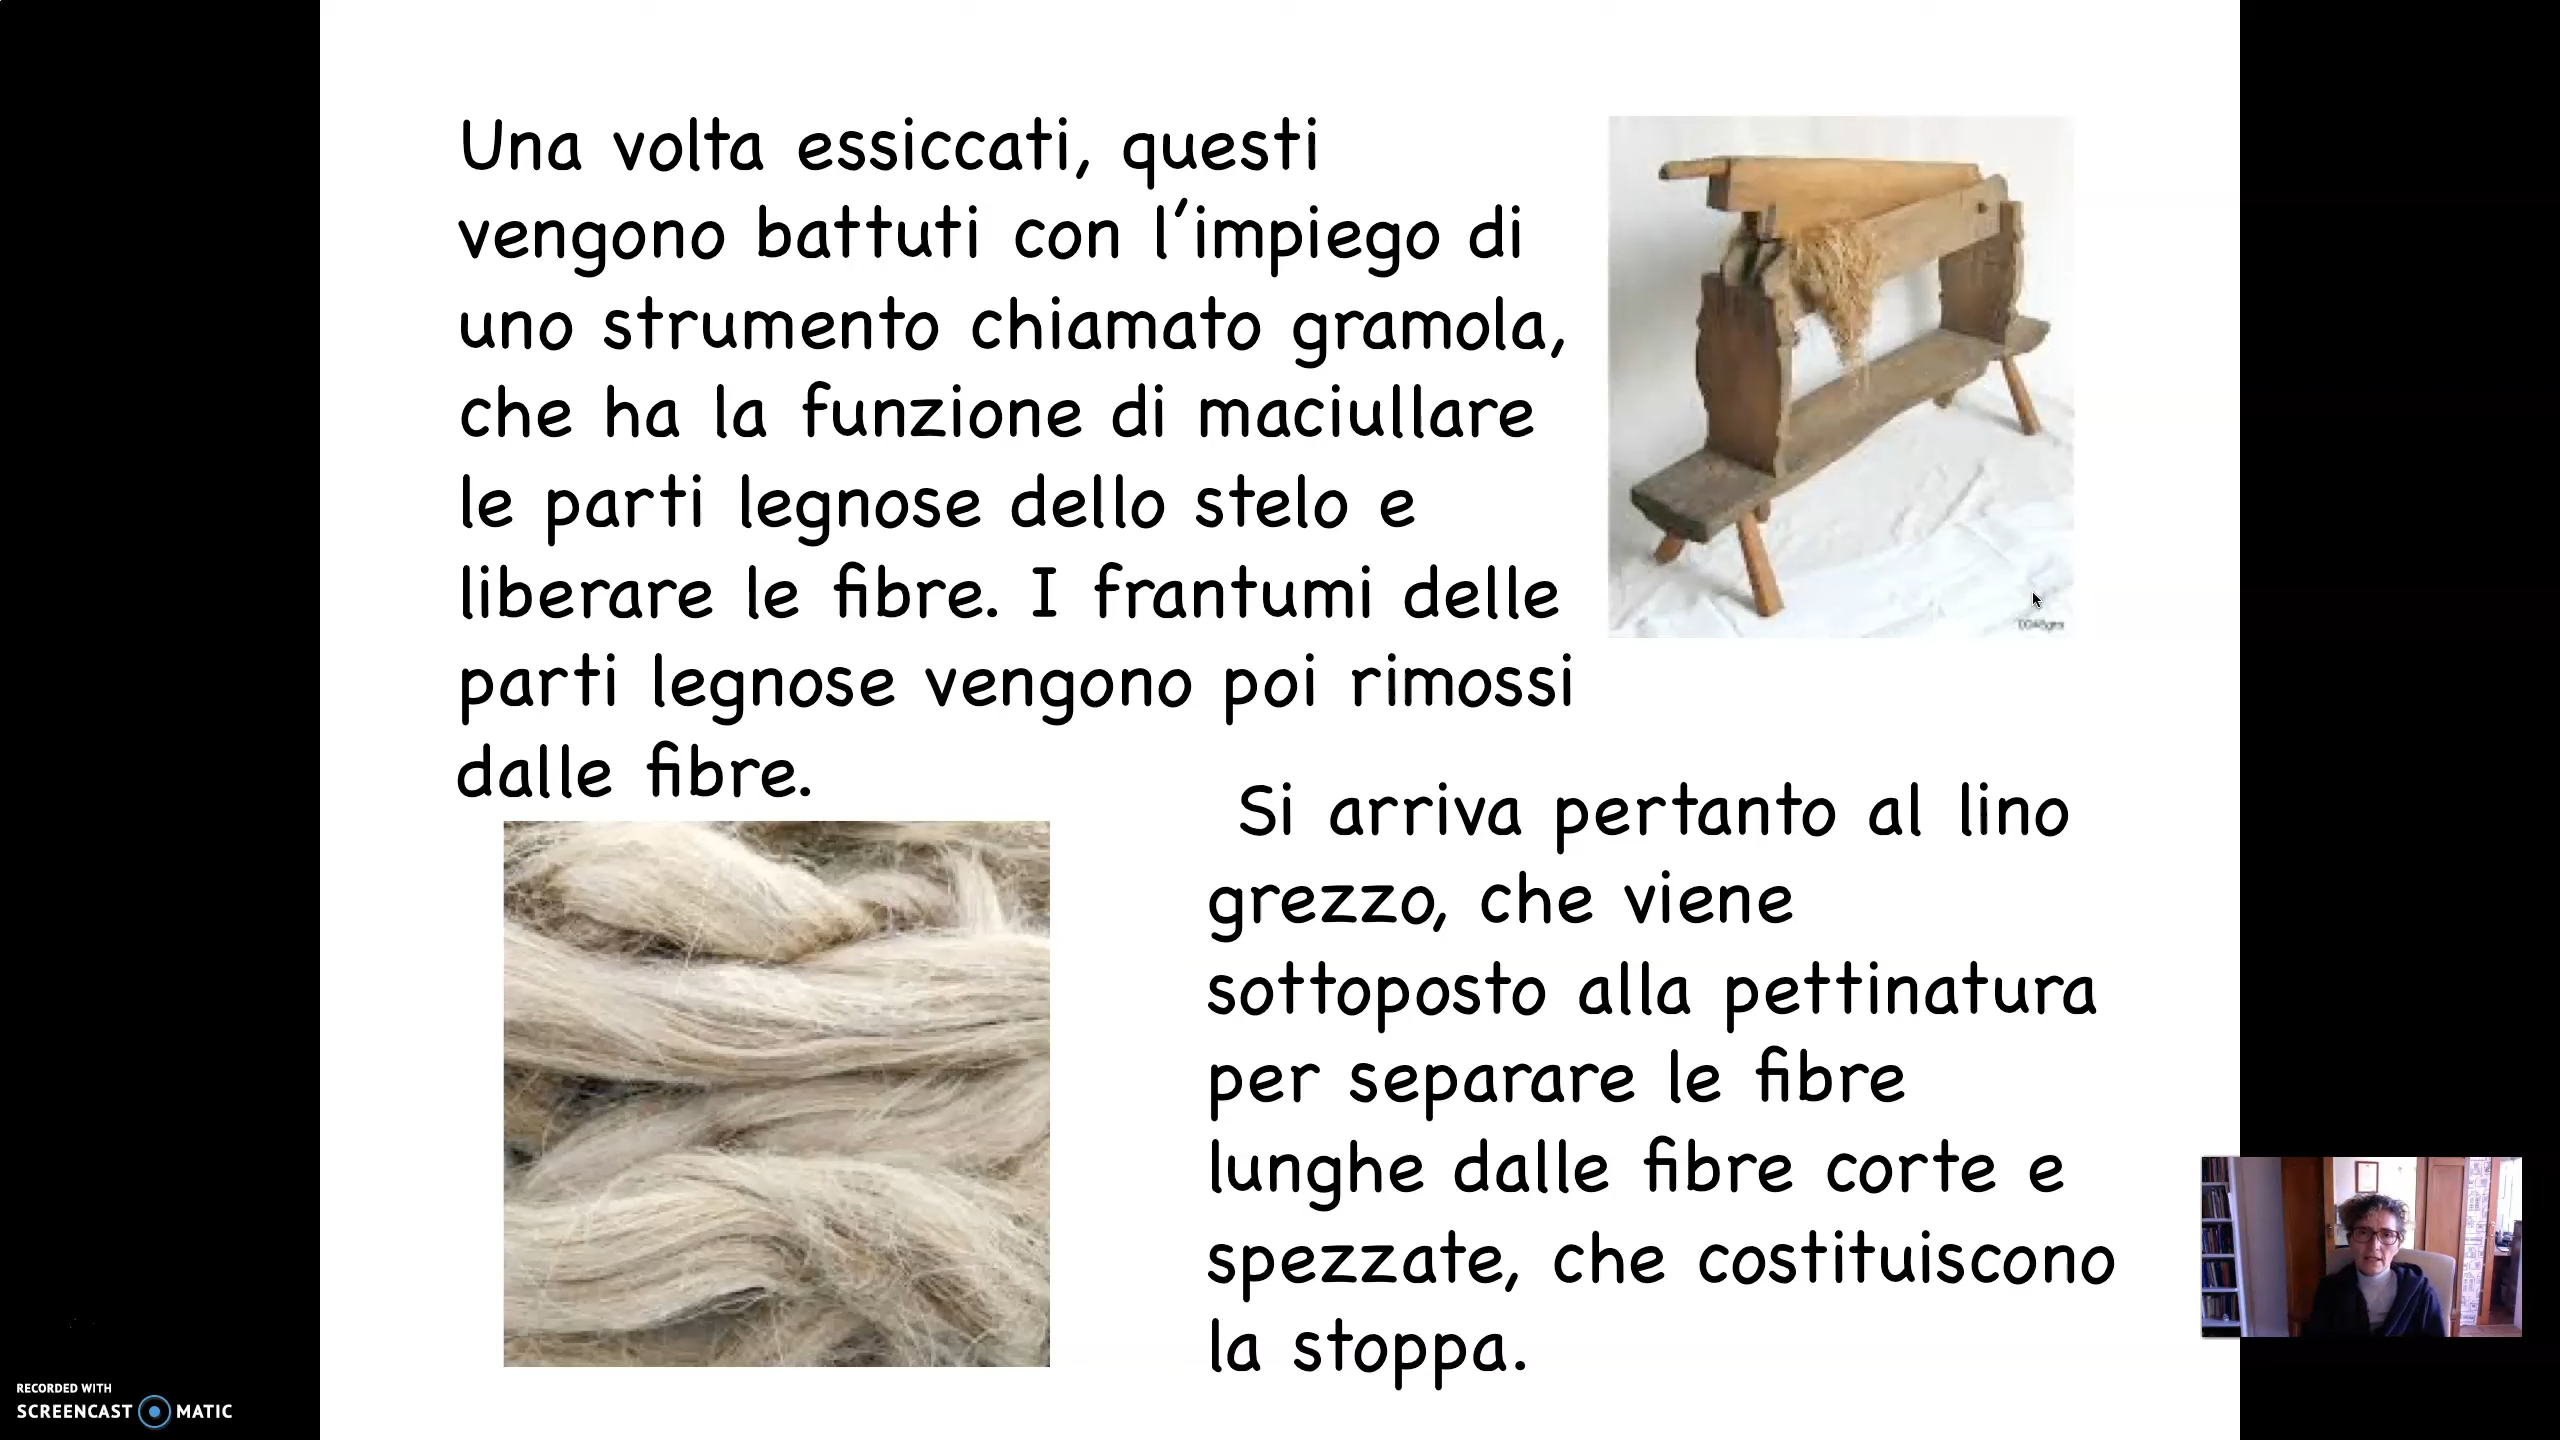 Una volta essiccati, questi
vengono battuti con l'impiego di
uno strumento chiamato gramola,
che ha la funzione di maciullare
le parti legnose dello stelo e
liberare le fibre. I frantumi delle
parti legnose vengono poi rimossi
dalle fibre.
Si arriva pertanto al lino
grezzo, che viene
sottoposto alla pettinatura
per separare le fibre
lunghe dalle fibre corte e
spezzate, che costituiscono
la stoppa.
RECORDED WITH
SCREENCAST MATIC